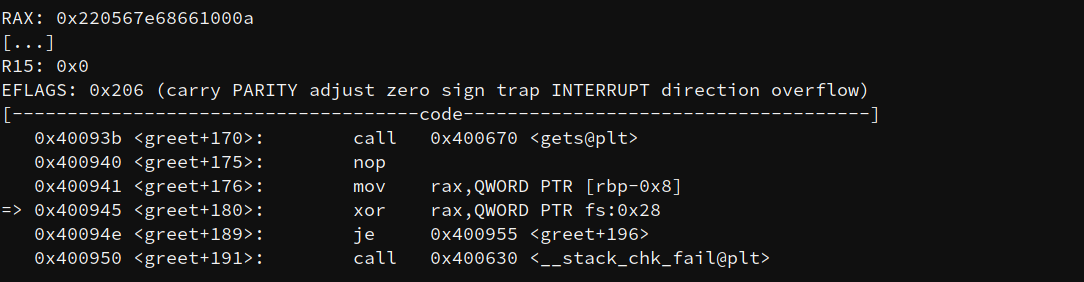 RAX: 0x220567e68661000a
[...]
R15: 0x0
EFLAGS: 0x206 (carry PARITY adjust zero sign trap INTERRUPT direction overflow)
[-------------------------------------code-------------------------------------]
   0x40093b <greet+170>:	call   0x400670 <gets@plt>
   0x400940 <greet+175>:	nop
   0x400941 <greet+176>:	mov    rax,QWORD PTR [rbp-0x8]
=> 0x400945 <greet+180>:	xor    rax,QWORD PTR fs:0x28
   0x40094e <greet+189>:	je     0x400955 <greet+196>
   0x400950 <greet+191>:	call   0x400630 <__stack_chk_fail@plt>